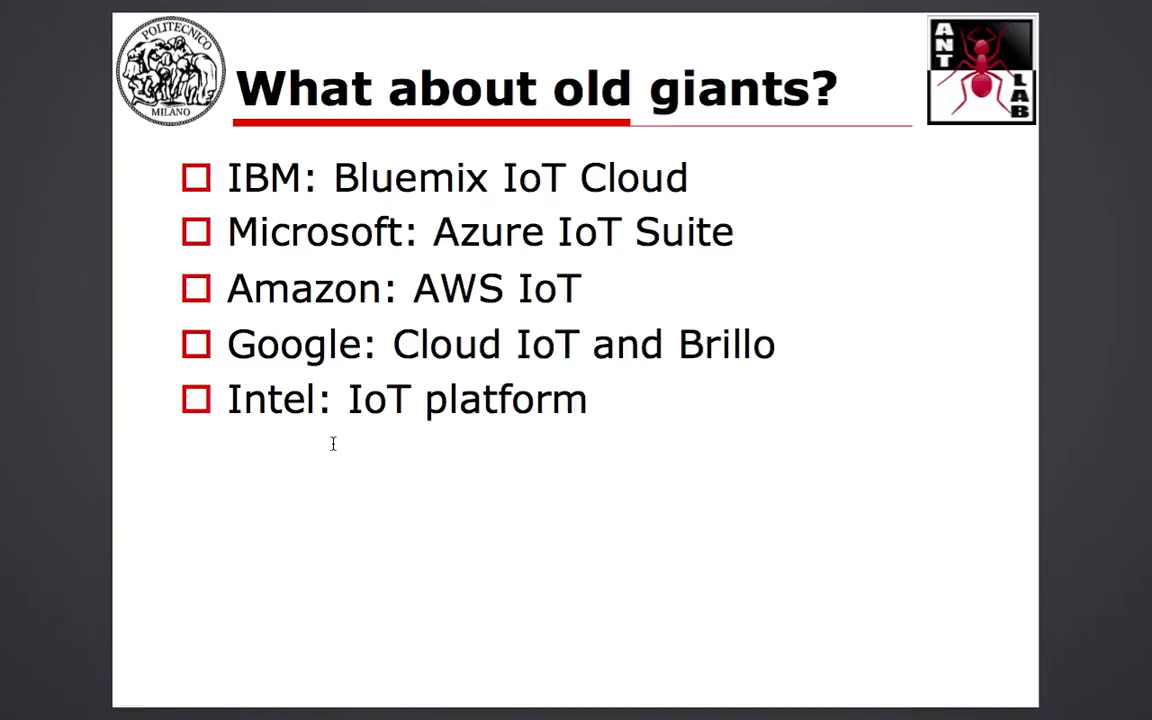 POLITECNICO
MILANO
What about old giants?
ANT
LAB
IBM: Bluemix IoT Cloud
Microsoft: Azure IoT Suite
Amazon: AWS IoT
Google: Cloud IoT and Brillo
Intel: IoT platform